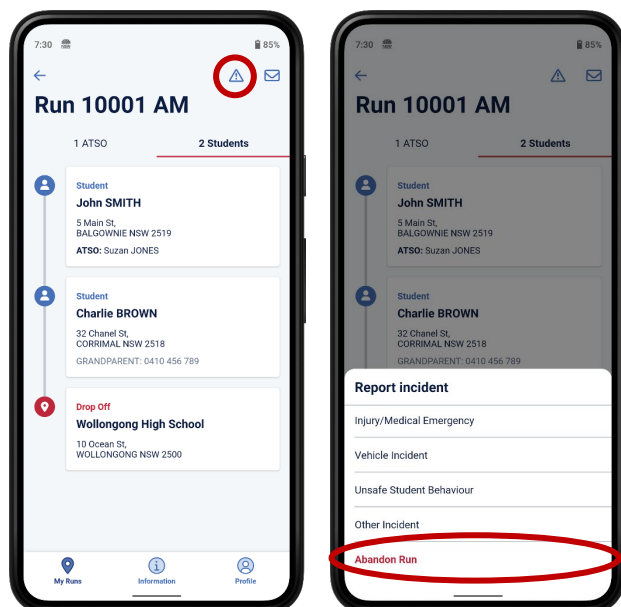 7:30
85%
Run 10001 AM
1 ATSO
2 Students
Student
John SMITH
5 Main St,
BALGOWNIE NSW 2519
ATSO: Suzan JONES
Student
Charlie BROWN
32 Chanel St,
CORRIMAL NSW 2518
GRANDPARENT: 0410 456 789
Drop Off
Wollongong High School
10 Ocean St,
WOLLONGONG NSW 2500
My Runs
Information
Profile
7:30
85%
Run 10001 AM
1 ATSO
2 Students
Student
John SMITH
5 Main St,
BALGOWNIE NSW 2519
ATSO: Suzan JONES
Student
Charlie BROWN
32 Chanel St,
CORRIMAL NSW 2518
GRANDPARENT: 0410 456 789
Report incident
Injury/Medical Emergency
Vehicle Incident
Unsafe Student Behaviour
Other Incident
Abandon Run